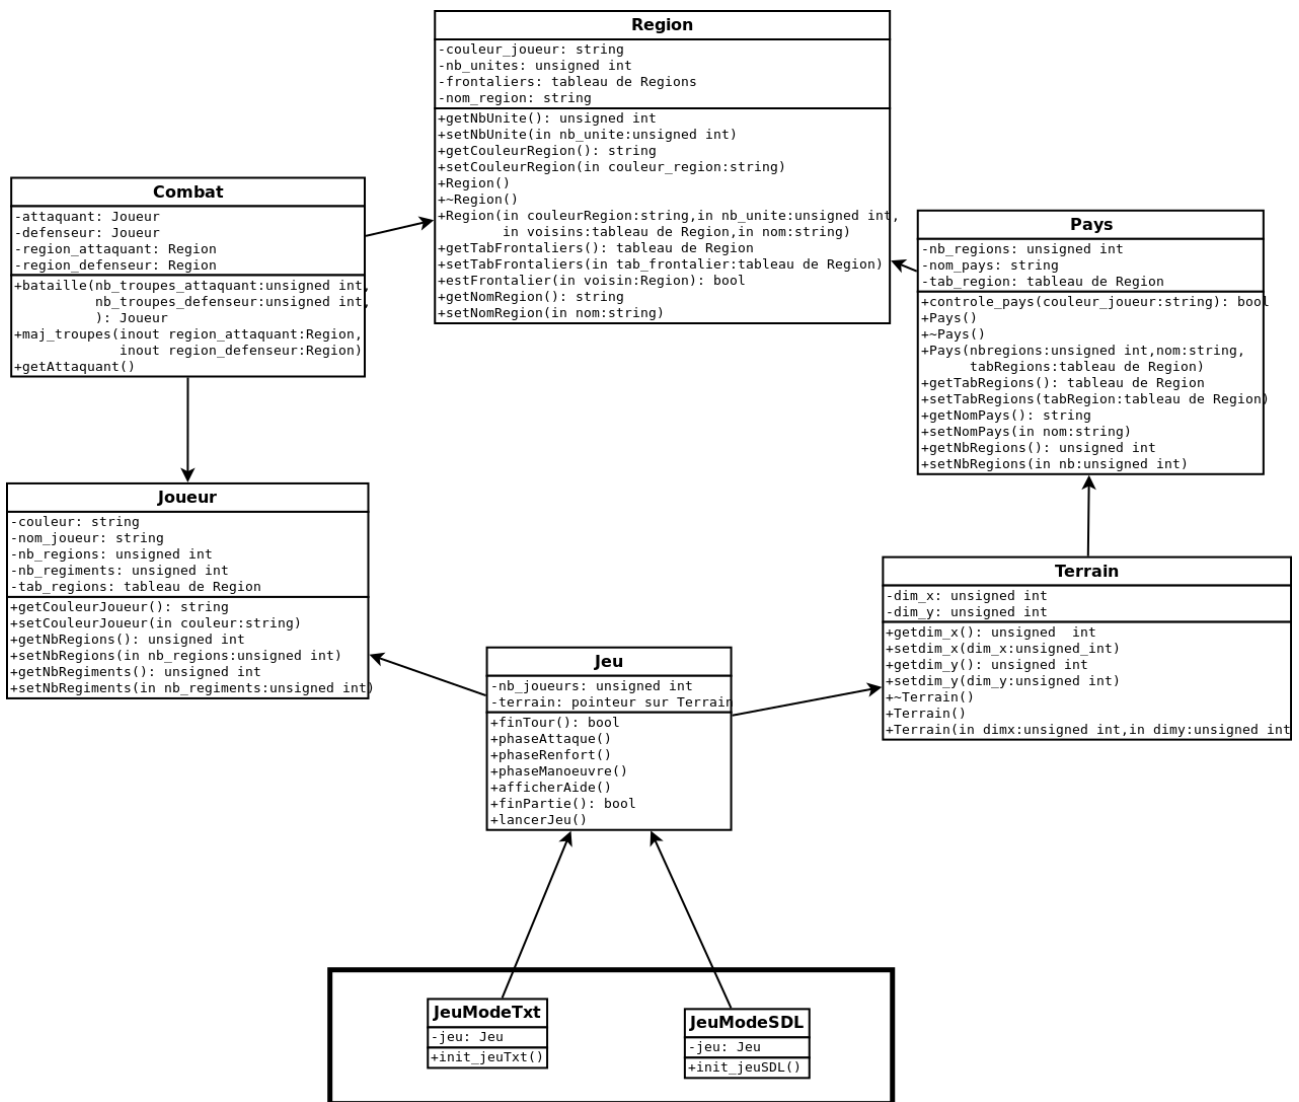 Region
-couleur_joueur: string
-nb_unites: unsigned int
-frontaliers: tableau de Regions
-nom_region: string
+getNbUnite(): unsigned int
+setNbUnite(in nb_unite:unsigned int)
+getCouleurRegion(): string
+setCouleurRegion(in couleur_region:string)
+Region()
+~Region()
+Region(in couleurRegion:string,in nb_unite:unsigned int,
in voisins:tableau de Region,in nom:string)
+getTabFrontaliers(): tableau de Region
+setTabFrontaliers(in tab_frontalier:tableau de Region)
+estFrontalier(in voisin:Region): bool
+getNomRegion(): string
+setNomRegion(in nom:string)
Combat
-attaquant: Joueur
-defenseur: Joueur
-region_attaquant: Region
-region_defenseur: Region
+bataille(nb_troupes_attaquant:unsigned int,
nb_troupes_defenseur:unsigned int,
): Joueur
+maj_troupes(inout region_attaquant:Region,
inout region_defenseur:Region)
+getAttaquant()
Pays
-nb_regions: unsigned int
-nom_pays: string
-tab_region: tableau de Region
+controle_pays(couleur_joueur:string): bool
+Pays()
+~Pays()
+Pays(nbregions:unsigned int,nom:string,
tabRegions:tableau de Region)
+getTabRegions(): tableau de Region
+setTabRegions(tabRegion:tableau de Region)
+getNomPays(): string
+setNomPays(in nom:string)
+getNbRegions(): unsigned int
+setNbRegions(in nb:unsigned int)
Joueur
-couleur: string
-nom_joueur: string
-nb_regions: unsigned int
-nb_regiments: unsigned int
-tab_regions: tableau de Region
+getCouleurJoueur(): string
+setCouleurJoueur(in couleur:string)
+getNbRegions(): unsigned int
+setNbRegions(in nb_regions:unsigned int)
+getNbRegiments(): unsigned int
+setNbRegiments(in nb_regiments:unsigned int)
Terrain
-dim_x: unsigned int
-dim_y: unsigned int
+getdim_x(): unsigned  int
+setdim_x(dim_x:unsigned_int)
+getdim_y(): unsigned int
+setdim_y(dim_y:unsigned int)
+~Terrain()
+Terrain()
+Terrain(in dimx:unsigned int,in dimy:unsigned int
Jeu
-nb_joueurs: unsigned int
-terrain: pointeur sur Terrain
+finTour(): bool
+phaseAttaque()
+phaseRenfort()
+phaseManoeuvre()
+afficherAide()
+finPartie(): bool
+lancerJeu()
JeuModeTxt
-jeu: Jeu
+init_jeuTxt()
JeuModeSDL
-jeu: Jeu
+init_jeuSDL()